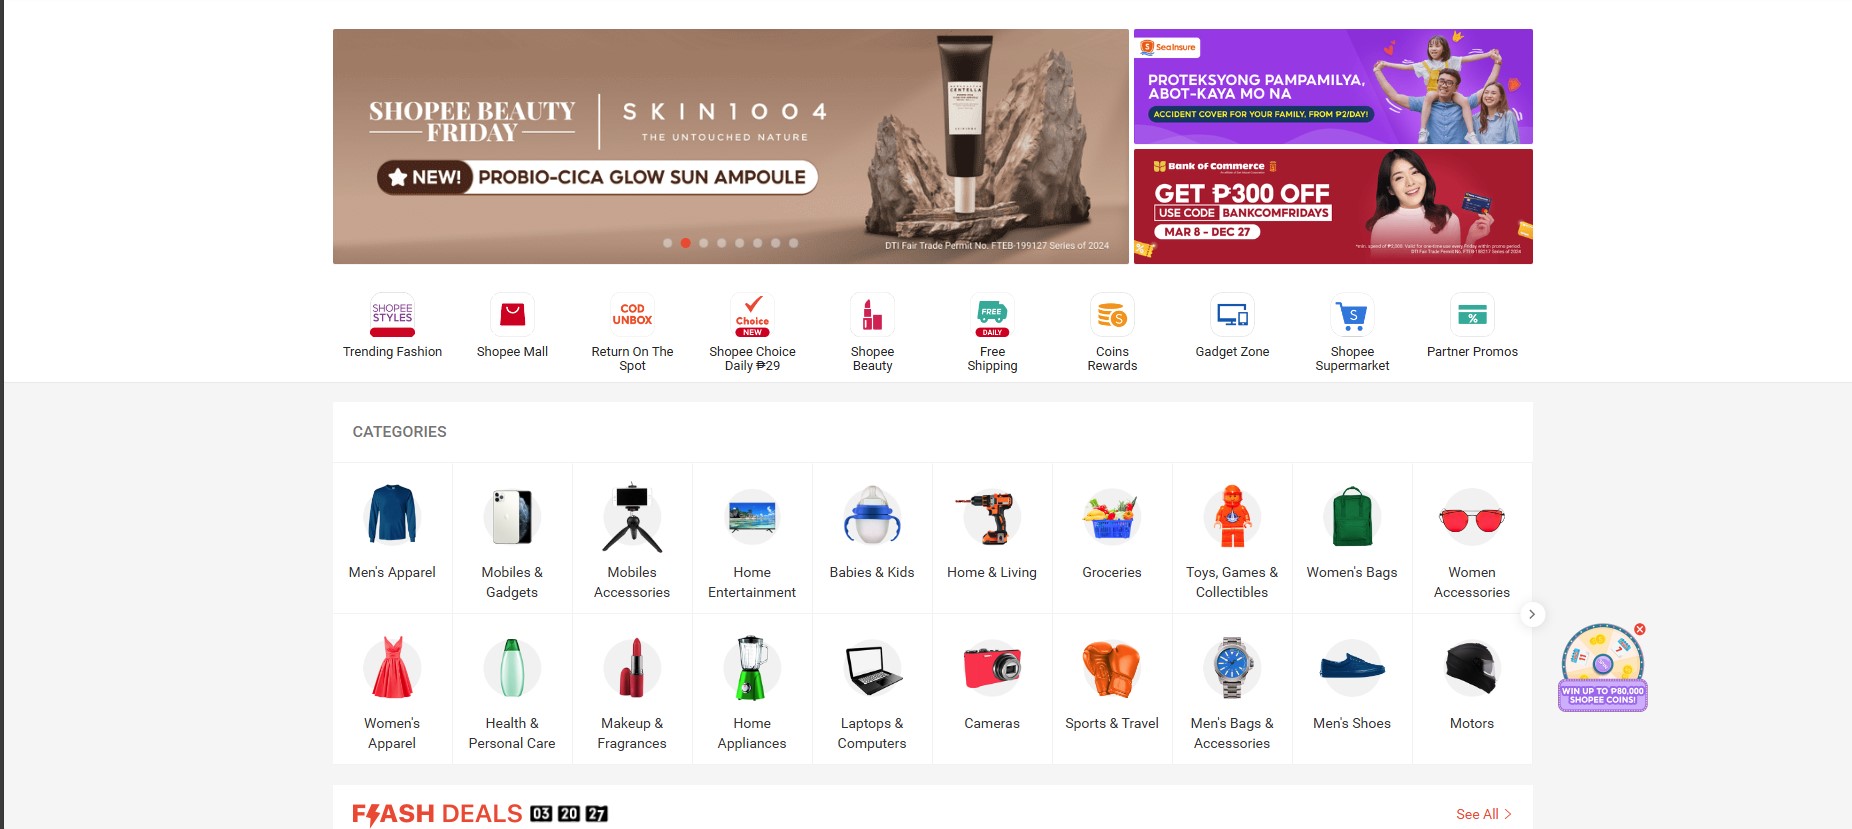 SHOPEE BEAUTY
FRIDAY
SKIN1004
THE UNTOUCHED NATURE
NEW! PROBIO-CICA GLOW SUN AMPOULE
CENTELLA
SKIN1004
DTI Fair Trade Permit No. FTEB-199127 Series of 2024
SeaInsure
PROTEKSYONG PAMPAMILYA,
ABOT-KAYA MO NA
ACCIDENT COVER FOR YOUR FAMILY, FROM ₱2/DAY!
Bank of Commerce
GET ₱300 OFF
USE CODE BANKCOMFRIDAYS
MAR 8 - DEC 27
SHOPEE
STYLES
Trending Fashion
Shopee Mall
COD
UNBOX
Return On The
Spot
Choice
NEW
Shopee Choice
Daily ₱29
Shopee
Beauty
FREE
DAILY
Free
Shipping
S
Coins
Rewards
Gadget Zone
S
Shopee
Supermarket
%
Partner Promos
CATEGORIES
Men's Apparel
Mobiles &
Gadgets
Mobiles
Accessories
Home
Entertainment
Babies & Kids
Home & Living
Groceries
Toys, Games &
Collectibles
Women's Bags
Women
Accessories
Women's
Apparel
Health &
Personal Care
Makeup &
Fragrances
Home
Appliances
Laptops &
Computers
Cameras
Sports & Travel
Men's Bags &
Accessories
Men's Shoes
Motors
WIN UP TO ₱80,000
SHOPEE COINS!
FLASH DEALS 03 20 27
See All